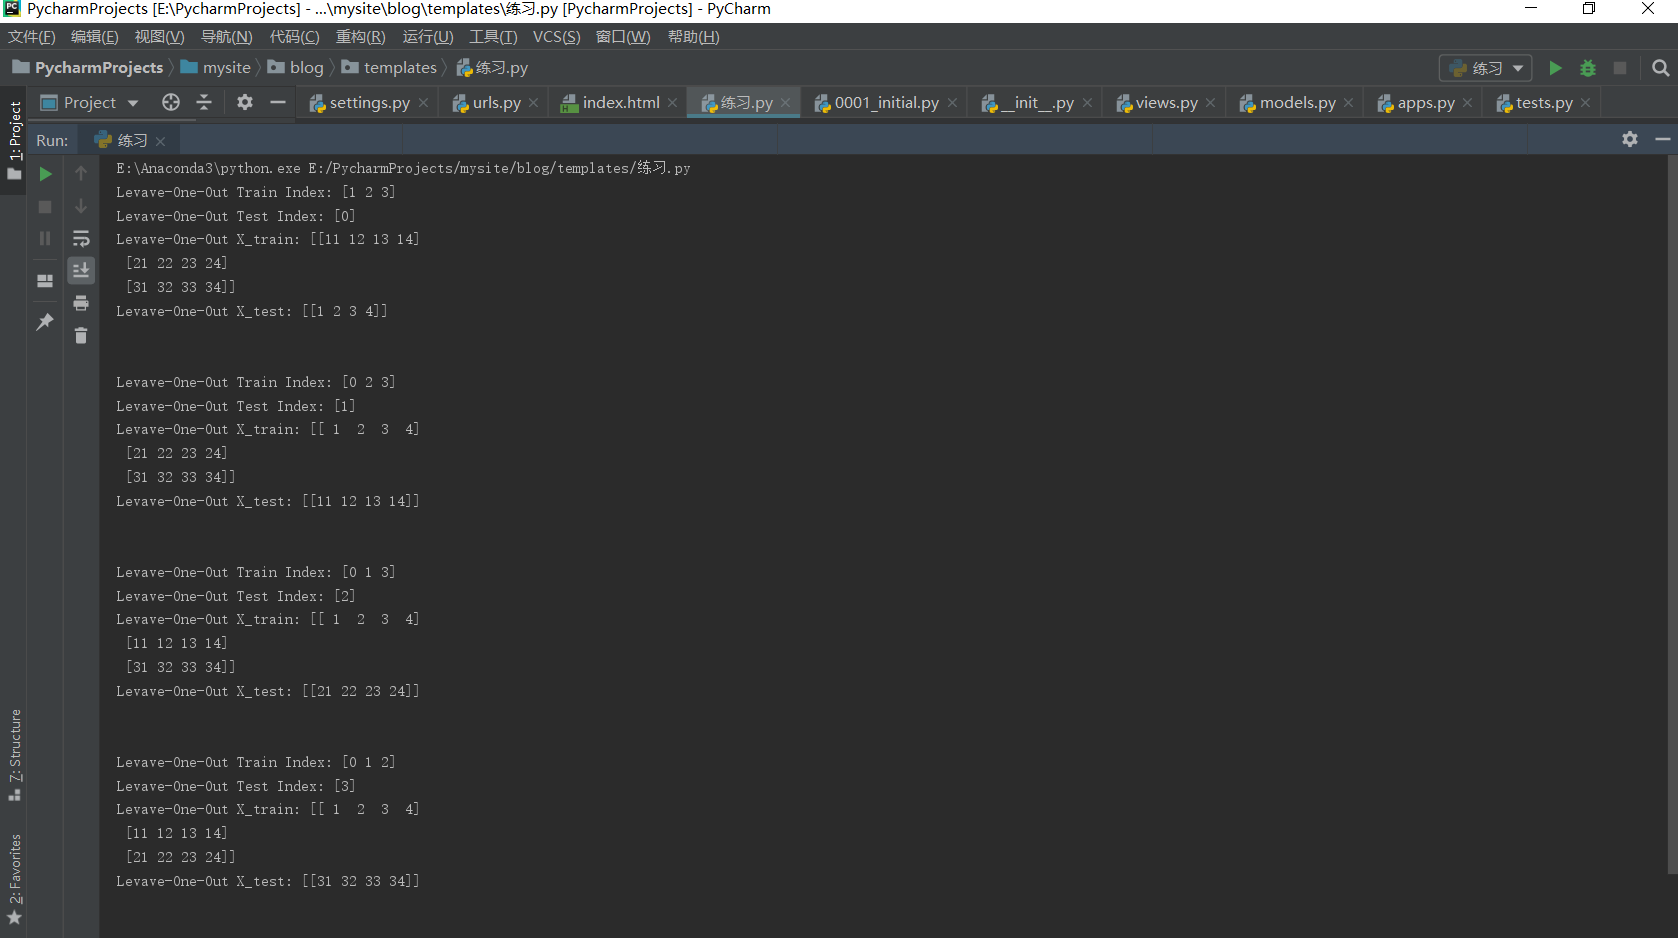 PycharmProjects [E:\PycharmProjects] - ...\mysite\blog\templates\练习.py [PycharmProjects] - PyCharm
文件(F) 编辑(E) 视图(V) 导航(N) 代码(C) 重构(R) 运行(U) 工具(T) VCS(S) 窗口(W) 帮助(H)
PycharmProjects mysite blog templates 练习.py 练习
Project settings.py urls.py index.html 练习.py 0001_initial.py __init__.py views.py models.py apps.py tests.py
1: Project
Run: 练习
E:\Anaconda3\python.exe E:/PycharmProjects/mysite/blog/templates/练习.py
Levave-One-Out Train Index: [1 2 3]
Levave-One-Out Test Index: [0]
Levave-One-Out X_train: [[11 12 13 14]
 [21 22 23 24]
 [31 32 33 34]]
Levave-One-Out X_test: [[1 2 3 4]]
Levave-One-Out Train Index: [0 2 3]
Levave-One-Out Test Index: [1]
Levave-One-Out X_train: [[ 1  2  3  4]
 [21 22 23 24]
 [31 32 33 34]]
Levave-One-Out X_test: [[11 12 13 14]]
Levave-One-Out Train Index: [0 1 3]
Levave-One-Out Test Index: [2]
Levave-One-Out X_train: [[ 1  2  3  4]
 [11 12 13 14]
 [31 32 33 34]]
Levave-One-Out X_test: [[21 22 23 24]]
Levave-One-Out Train Index: [0 1 2]
Levave-One-Out Test Index: [3]
Levave-One-Out X_train: [[ 1  2  3  4]
 [11 12 13 14]
 [21 22 23 24]]
Levave-One-Out X_test: [[31 32 33 34]]
7: Structure
2: Favorites